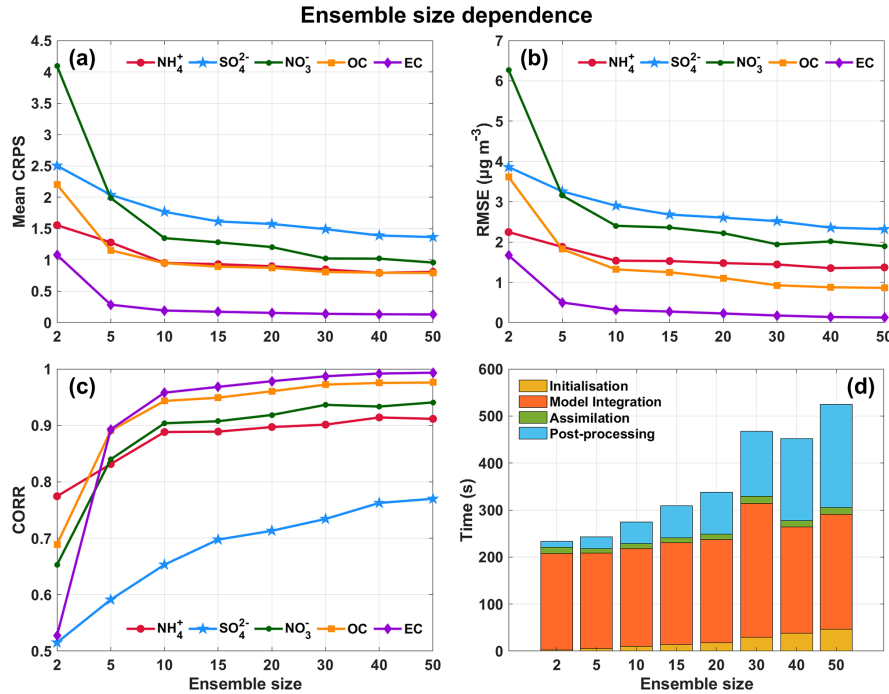 Ensemble size dependence
(a)
NH₄⁺ SO₄²⁻ NO₃⁻ OC EC
Mean CRPS
4.5
4
3.5
3
2.5
2
1.5
1
0.5
0
2 5 10 15 20 30 40 50
(b)
NH₄⁺ SO₄²⁻ NO₃⁻ OC EC
RMSE (µg m⁻³)
7
6
5
4
3
2
1
0
2 5 10 15 20 30 40 50
(c)
CORR
1
0.9
0.8
0.7
0.6
0.5
NH₄⁺ SO₄²⁻ NO₃⁻ OC EC
2 5 10 15 20 30 40 50
Ensemble size
(d)
Initialisation
Model Integration
Assimilation
Post-processing
Time (s)
600
500
400
300
200
100
0
2 5 10 15 20 30 40 50
Ensemble size